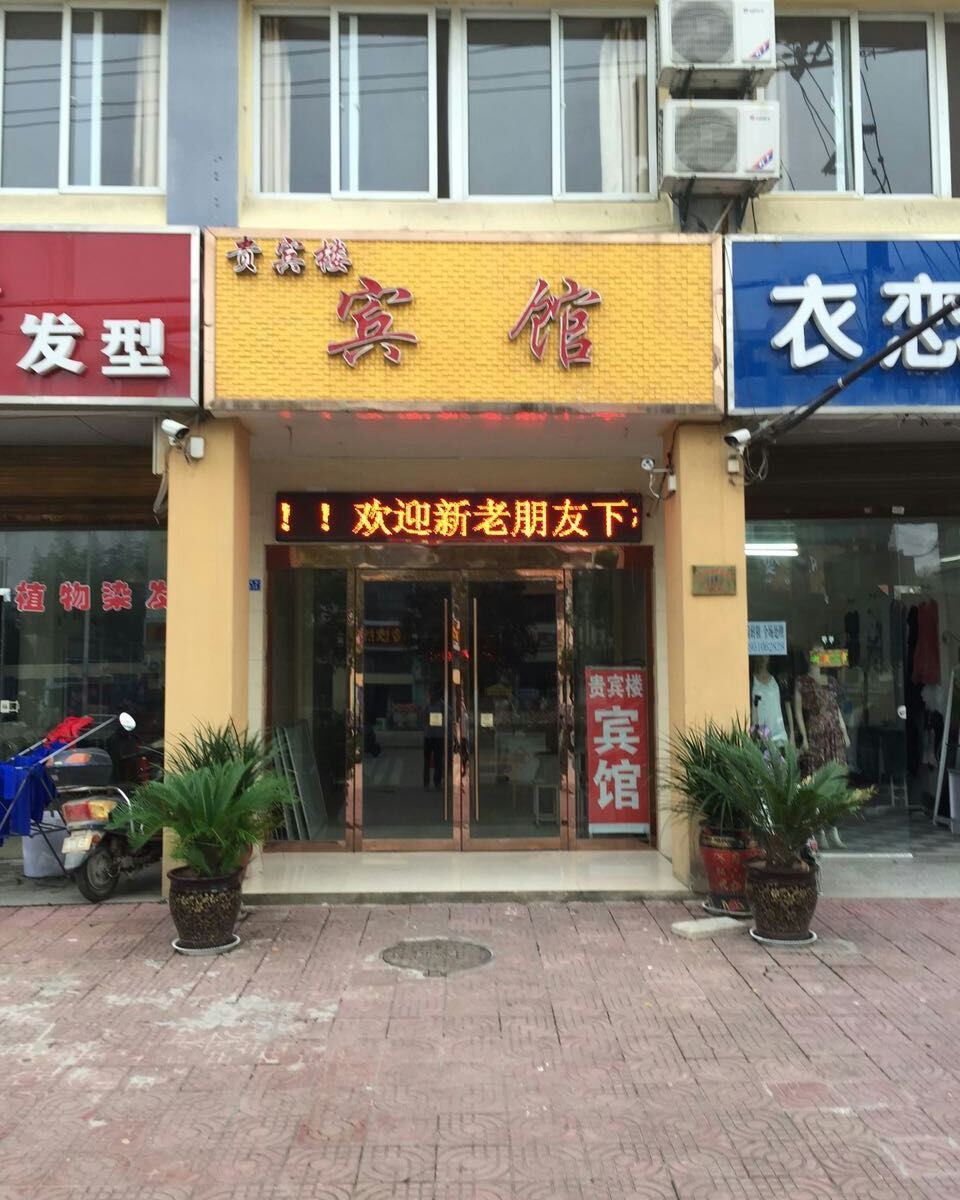 贵宾楼
宾馆
发型
衣恋
！！欢迎新老朋友下
植物染发
贵宾楼
宾馆